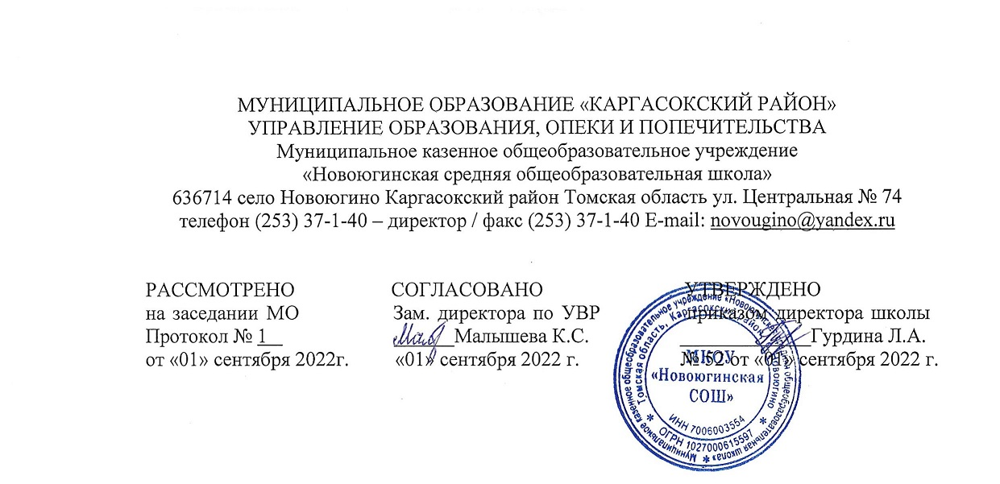 МУНИЦИПАЛЬНОЕ ОБРАЗОВАНИЕ «КАРГАСОКСКИЙ РАЙОН»
УПРАВЛЕНИЕ ОБРАЗОВАНИЯ, ОПЕКИ И ПОПЕЧИТЕЛЬСТВА
Муниципальное казенное общеобразовательное учреждение
«Новоюгинская средняя общеобразовательная школа»
636714 село Новоюгино Каргасокский район Томская область ул. Центральная № 74
телефон (253) 37-1-40 – директор / факс (253) 37-1-40 E-mail: novougino@yandex.ru
РАССМОТРЕНО СОГЛАСОВАНО УТВЕРЖДЕНО
на заседании МО Зам. директора по УВР приказом директора школы
Протокол № 1 Малышева К.С. Гурдина Л.А.
от «01» сентября 2022г. «01» сентября 2022 г. № 52 от «01» сентября 2022 г.
Муниципальное казенное общеобразовательное учреждение «Новоюгинская средняя общеобразовательная школа»
Томская область, Каргасокский район, Новоюгино
МКОУ
«Новоюгинская
СОШ»
ИНН 7006003554
ОГРН 1027000615597